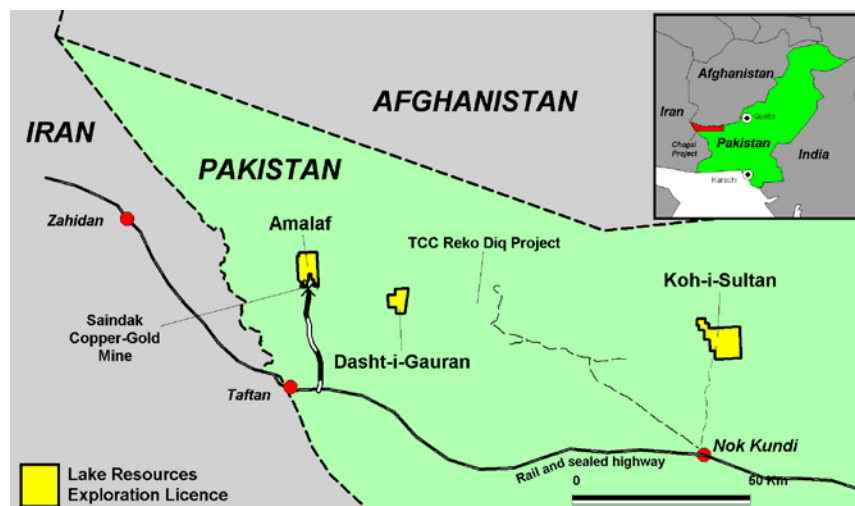 AFGHANISTAN
IRAN
PAKISTAN
Zahidan
Amalaf
TCC Reko Diq Project
Koh-i-Sultan
Saindak
Copper-Gold
Mine
Dasht-i-Gauran
Taftan
Nok Kundi
Rail and sealed highway
Lake Resources
Exploration Licence
0
50 Km
Afghanistan
Iran
Quetta
Chagai
Project
Pakistan
India
Karachi